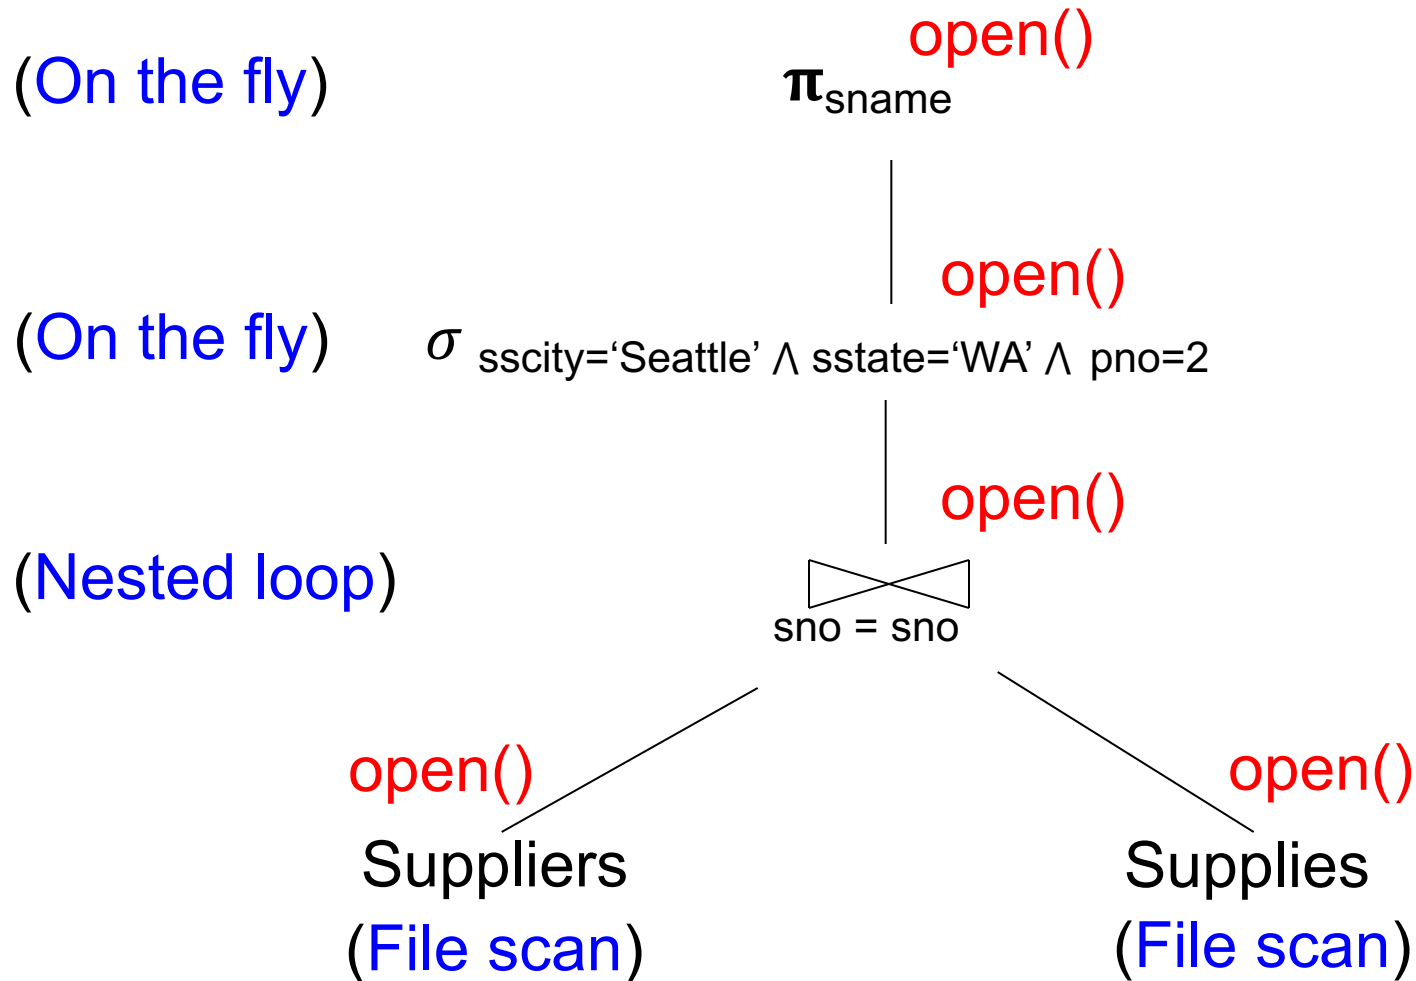 open()
(On the fly) πsname
open()
(On the fly) σ sscity=‘Seattle’ ∧ sstate=‘WA’ ∧ pno=2
open()
(Nested loop)
sno = sno
open() open()
Suppliers Supplies
(File scan) (File scan)